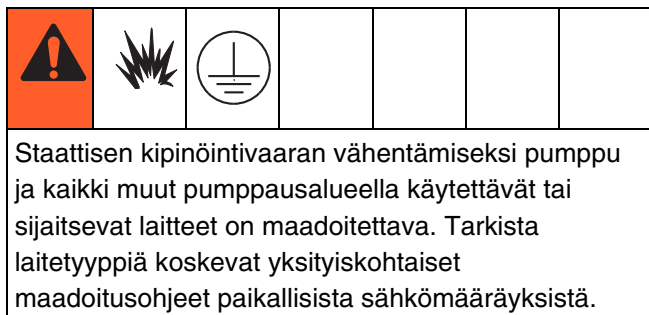 Staattisen kipinöintivaaran vähentämiseksi pumppu
ja kaikki muut pumppausalueella käytettävät tai
sijaitsevat laitteet on maadoitettava. Tarkista
laitetyyppiä koskevat yksityiskohtaiset
maadoitusohjeet paikallisista sähkömääräyksistä.